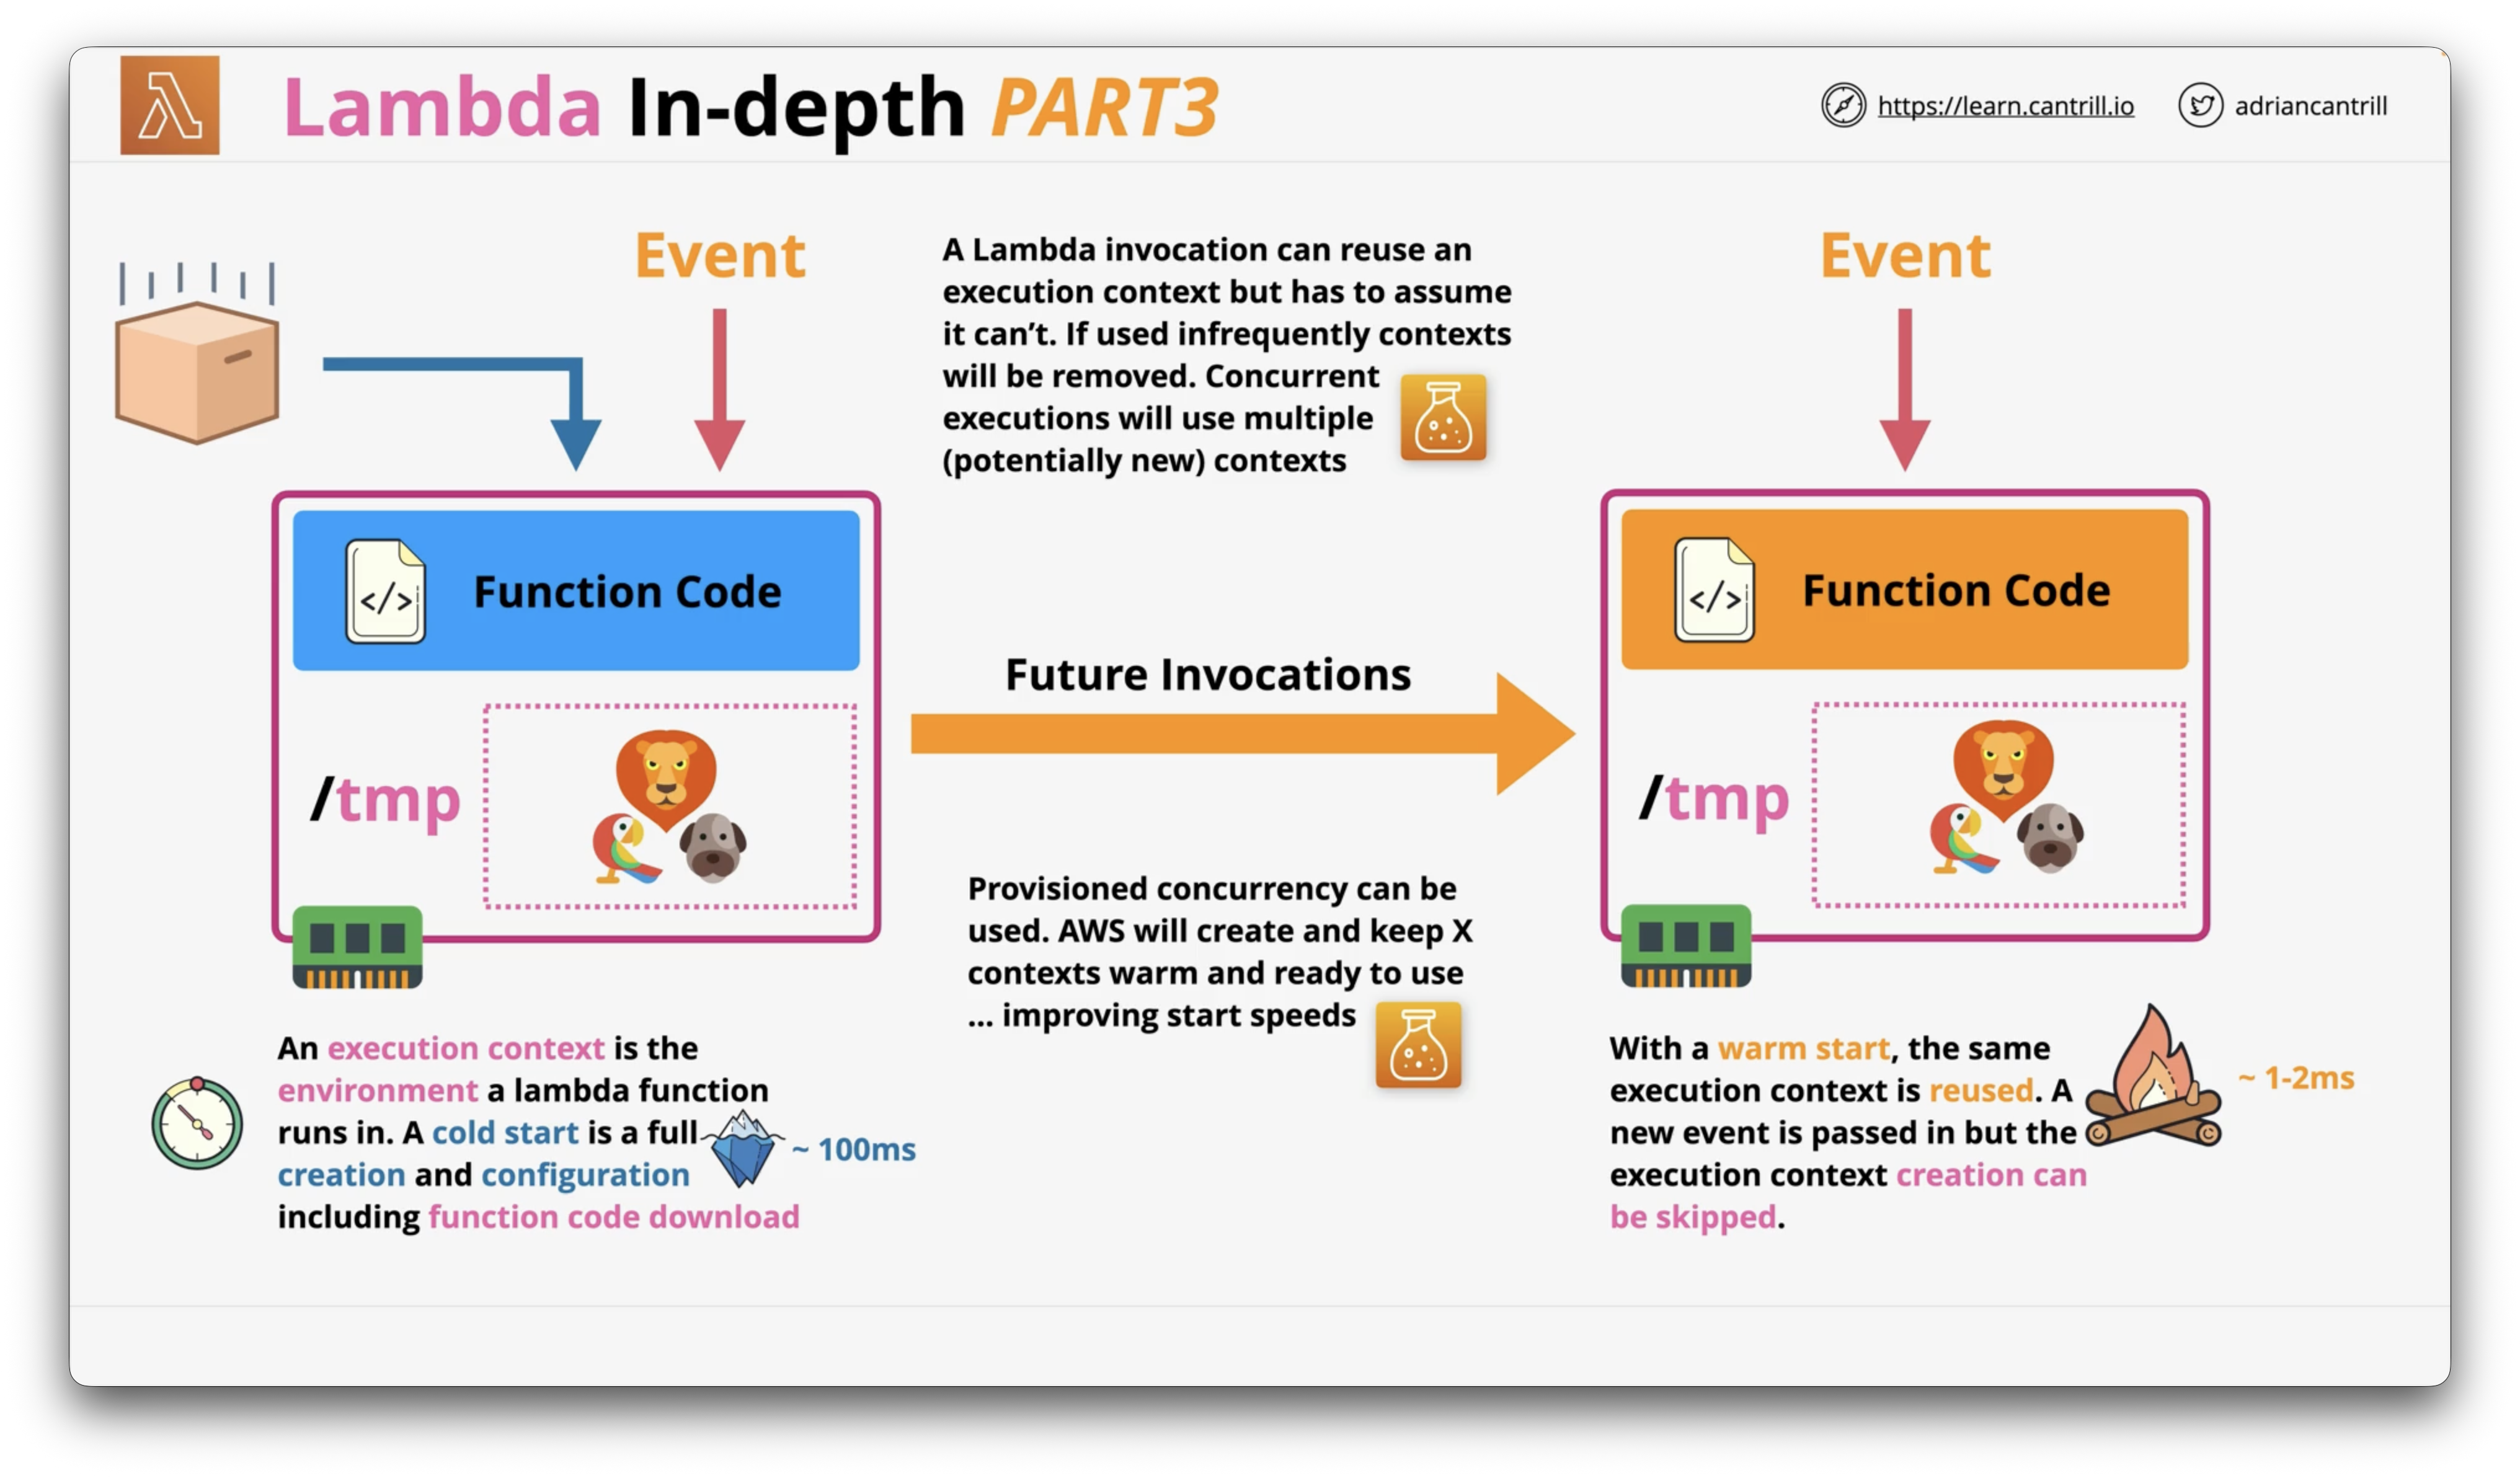 Lambda In-depth PART3
https://learn.cantrill.io
adriancantrill
Event
A Lambda invocation can reuse an
execution context but has to assume
it can’t. If used infrequently contexts
will be removed. Concurrent
executions will use multiple
(potentially new) contexts
Event
</> Function Code
/tmp
Future Invocations
</> Function Code
/tmp
Provisioned concurrency can be
used. AWS will create and keep X
contexts warm and ready to use
... improving start speeds
An execution context is the
environment a lambda function
runs in. A cold start is a full
creation and configuration
including function code download
~ 100ms
With a warm start, the same
execution context is reused. A
new event is passed in but the
execution context creation can
be skipped.
~ 1-2ms